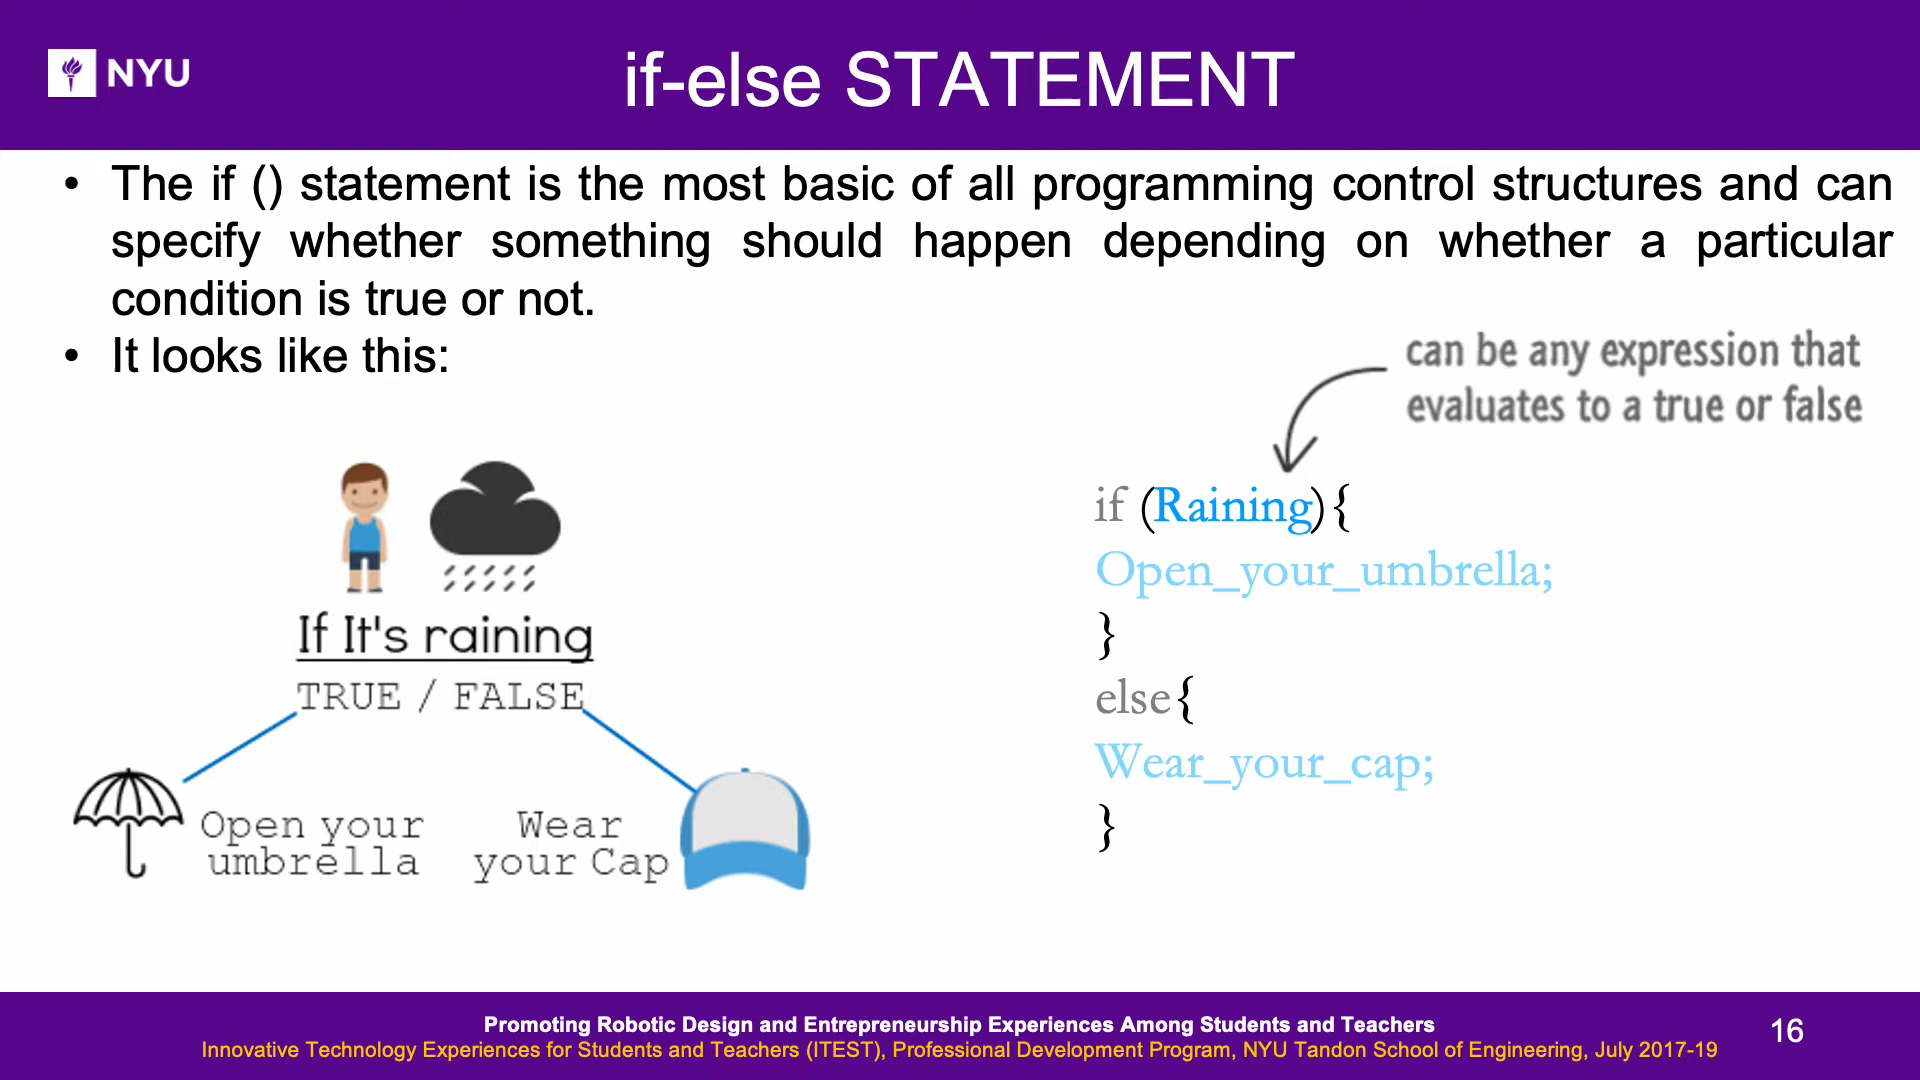 NYU
if-else STATEMENT
• The if () statement is the most basic of all programming control structures and can
specify whether something should happen depending on whether a particular
condition is true or not.
• It looks like this:
can be any expression that
evaluates to a true or false
If It's raining
TRUE / FALSE
Open your
umbrella
Wear
your Cap
if (Raining){
Open_your_umbrella;
}
else{
Wear_your_cap;
}
Promoting Robotic Design and Entrepreneurship Experiences Among Students and Teachers
Innovative Technology Experiences for Students and Teachers (ITEST), Professional Development Program, NYU Tandon School of Engineering, July 2017-19
16